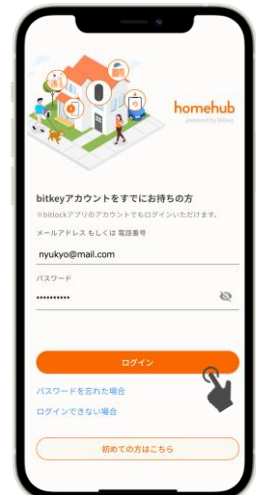 homehub
powered by Bitkey
bitkeyアカウントをすでにお持ちの方
※bitlockアプリのアカウントでもログインいただけます。
メールアドレス もしくは 電話番号
nyukyo@mail.com
パスワード
••••••••••
ログイン
パスワードを忘れた場合
ログインできない場合
初めての方はこちら